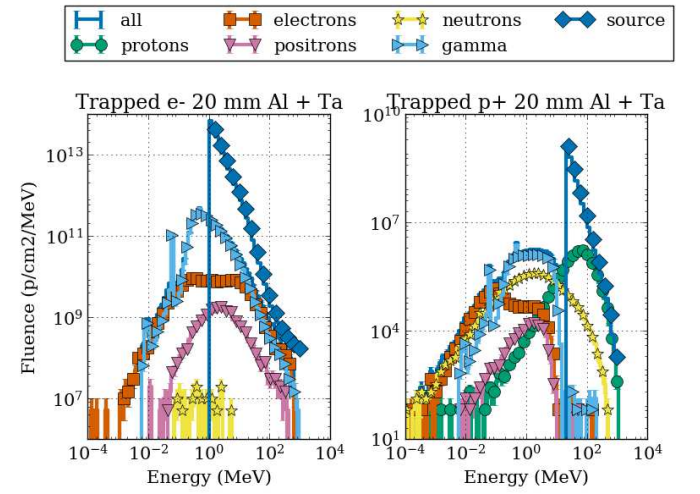 all electrons neutrons source
protons positrons gamma
Trapped e- 20 mm Al + Ta Trapped p+ 20 mm Al + Ta
Fluence (p/cm2/MeV)
10^13
10^11
10^9
10^7
10^-4 10^-2 10^0 10^2 10^4
Energy (MeV)
10^10
10^7
10^4
10^1
10^-4 10^-2 10^0 10^2 10^4
Energy (MeV)